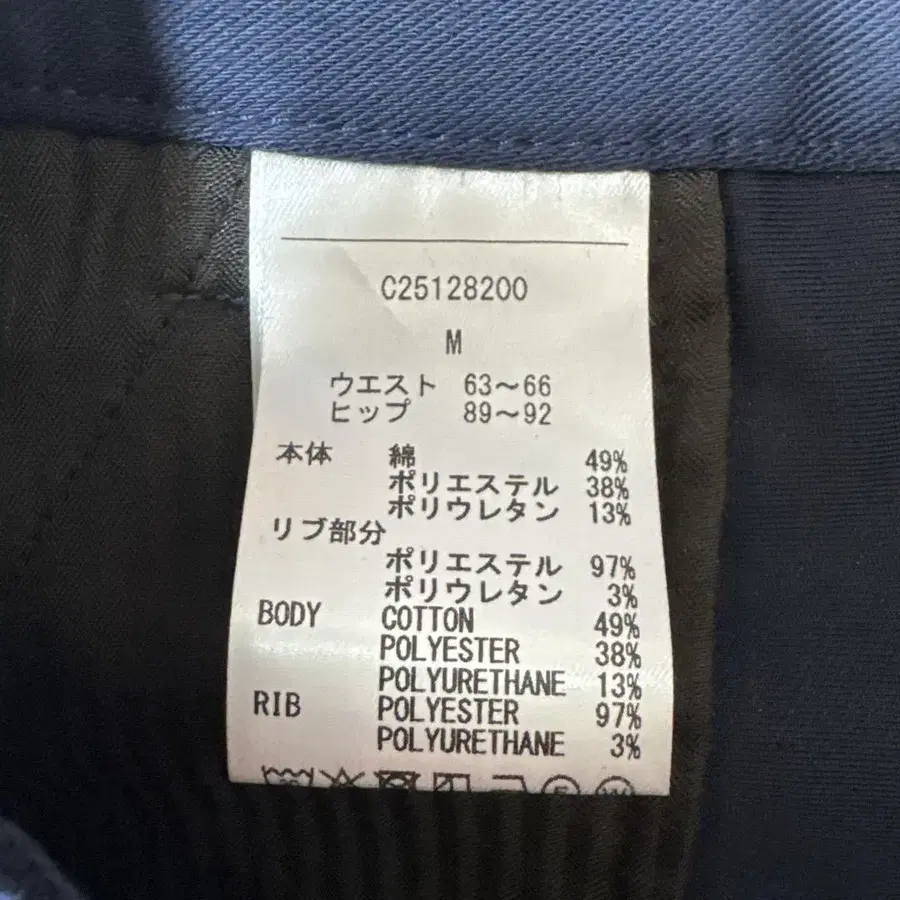 C25128200
M
ウエスト 63～66
ヒップ 89～92
本体 綿 49%
ポリエステル 38%
ポリウレタン 13%
リブ部分
ポリエステル 97%
ポリウレタン 3%
BODY COTTON 49%
POLYESTER 38%
POLYURETHANE 13%
RIB POLYESTER 97%
POLYURETHANE 3%